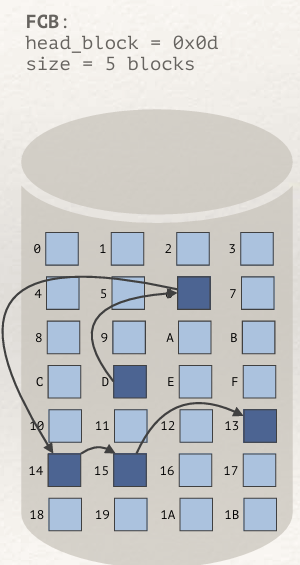 FCB:
head_block = 0x0d
size = 5 blocks
0 1 2 3
4 5 7
8 9 A B
C D E F
10 11 12 13
14 15 16 17
18 19 1A 1B